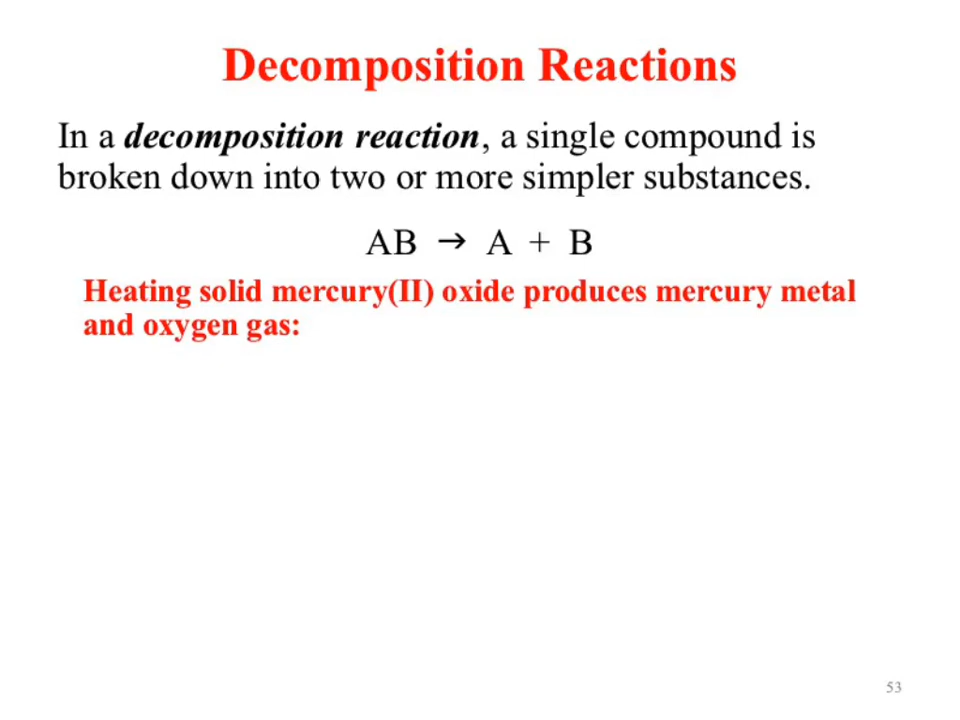 Decomposition Reactions
In a decomposition reaction, a single compound is
broken down into two or more simpler substances.
AB → A + B
Heating solid mercury(II) oxide produces mercury metal
and oxygen gas:
53